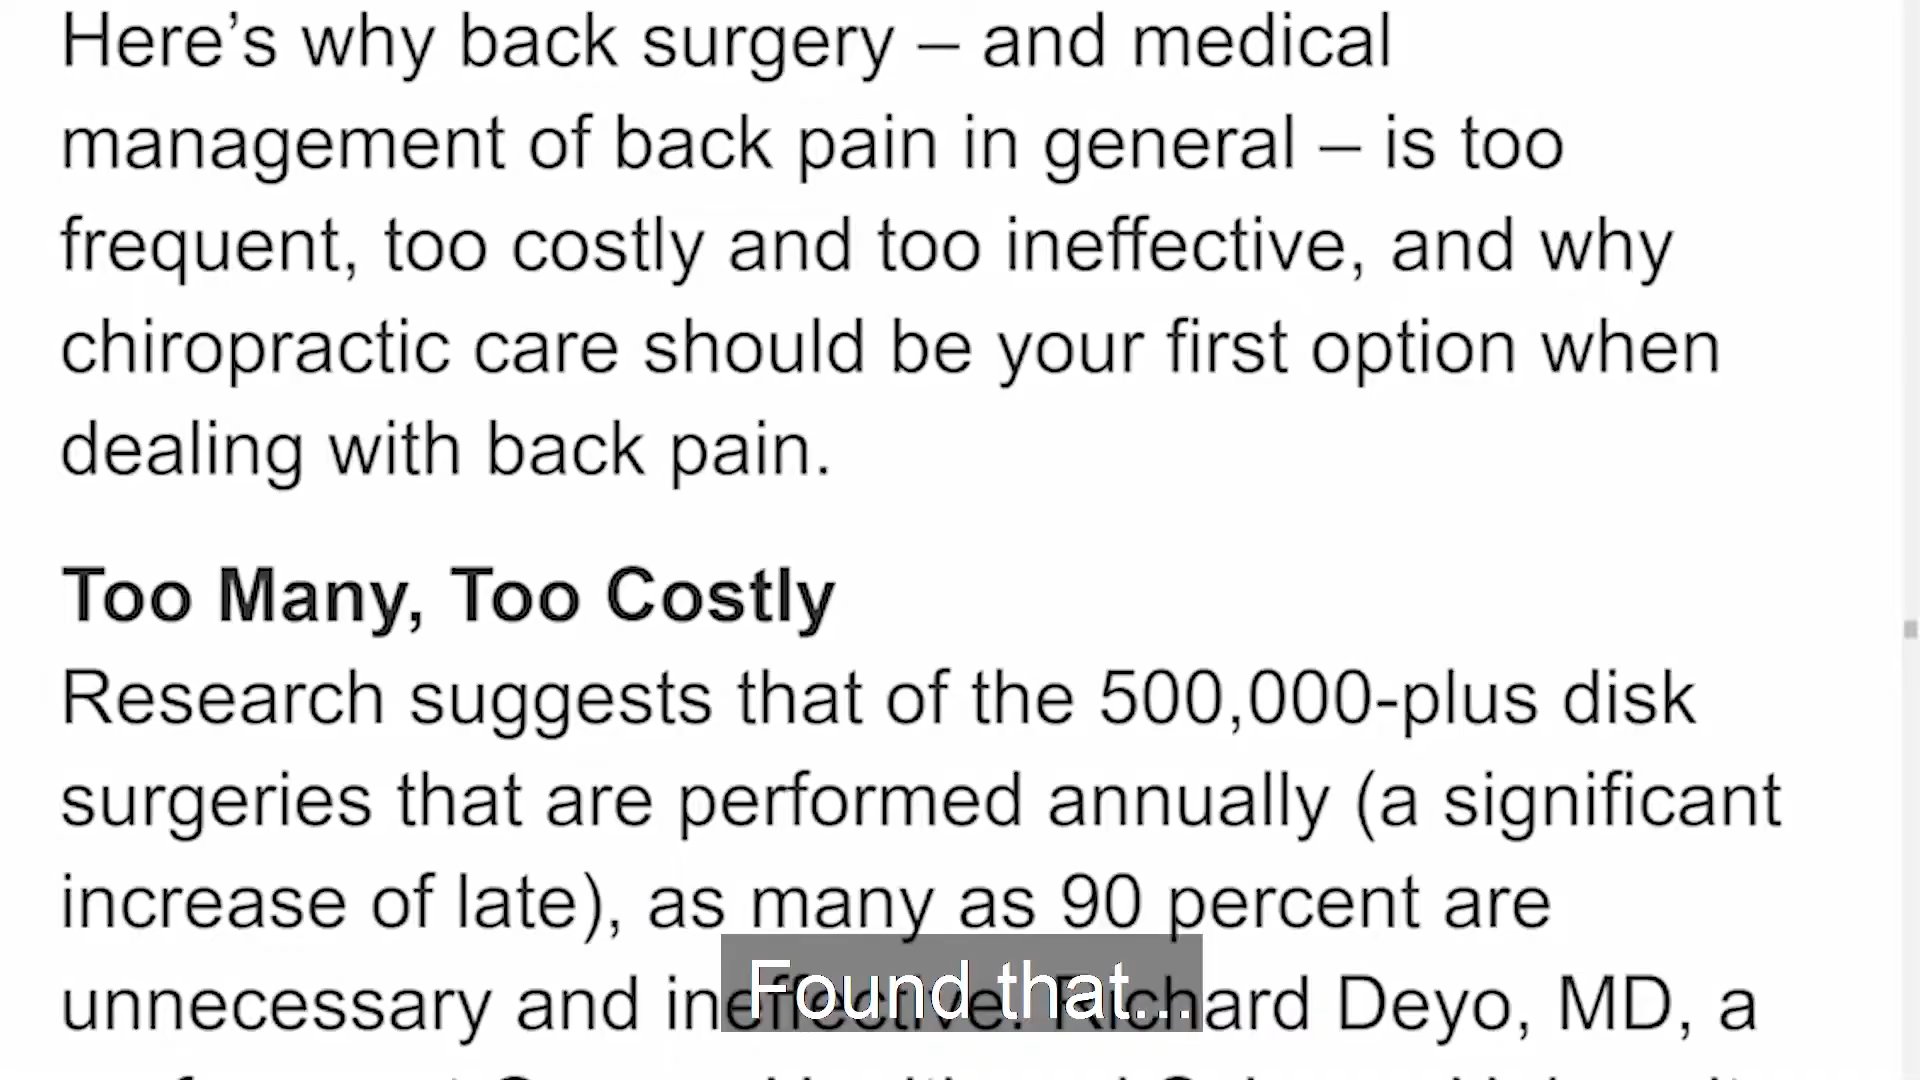 Here’s why back surgery – and medical
management of back pain in general – is too
frequent, too costly and too ineffective, and why
chiropractic care should be your first option when
dealing with back pain.
Too Many, Too Costly
Research suggests that of the 500,000-plus disk
surgeries that are performed annually (a significant
increase of late), as many as 90 percent are
unnecessary and ineffective. Richard Deyo, MD, a
Found that...